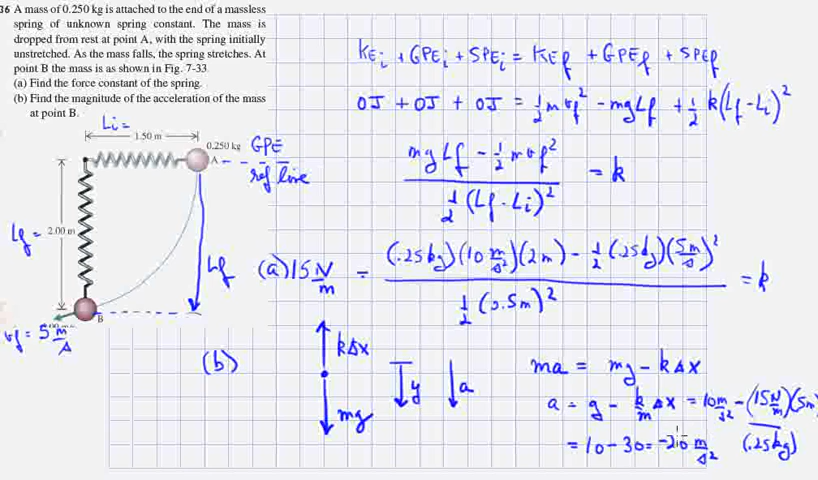 36 A mass of 0.250 kg is attached to the end of a massless
spring of unknown spring constant. The mass is
dropped from rest at point A, with the spring initially
unstretched. As the mass falls, the spring stretches. At
point B the mass is as shown in Fig. 7-33.
(a) Find the force constant of the spring.
(b) Find the magnitude of the acceleration of the mass
at point B.
Li =
1.50 m
0.250 kg
A
GPE
ref line
Lf = 2.00 m
Lf
B
vf = 5 m/s
KEi + GPEi + SPEi = KEf + GPEf + SPEf
0J + 0J + 0J = 1/2 m vf² - mgLf + 1/2 k(Lf - Li)²
(mgLf - 1/2 m vf²) / (1/2 (Lf - Li)²) = k
(a) 15 N/m = ((.25kg)(10 m/s²)(2m) - 1/2 (.25kg)(5 m/s)²) / (1/2 (0.5m)²) = k
(b)
kΔx
mg
y
a
ma = mg - kΔx
a = g - k/m Δx = 10 m/s² - (15 N/m)(5m) / (.25kg)
= 10 - 30 = -20 m/s²